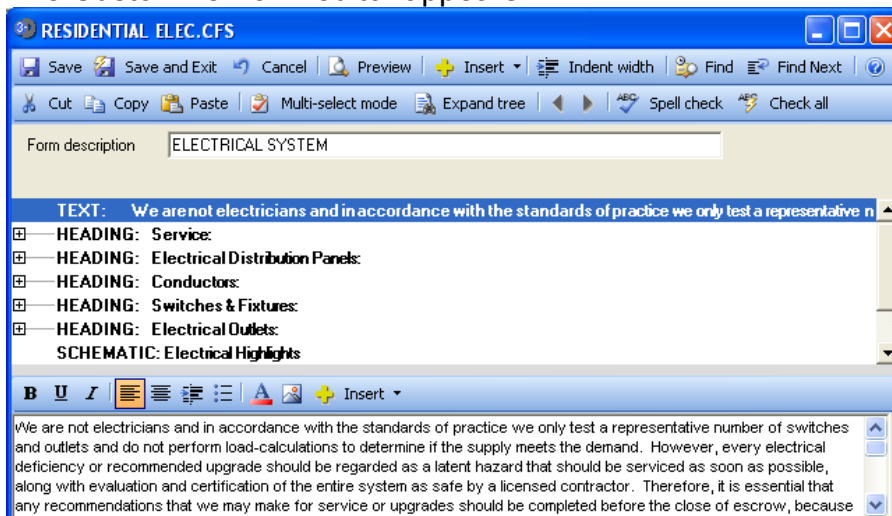 RESIDENTIAL ELEC.CFS
Save Save and Exit Cancel Preview Insert Indent width Find Find Next
Cut Copy Paste Multi-select mode Expand tree Spell check Check all
Form description ELECTRICAL SYSTEM
TEXT: We are not electricians and in accordance with the standards of practice we only test a representative n
HEADING: Service:
HEADING: Electrical Distribution Panels:
HEADING: Conductors:
HEADING: Switches & Fixtures:
HEADING: Electrical Outlets:
SCHEMATIC: Electrical Highlights
B U I A Insert
We are not electricians and in accordance with the standards of practice we only test a representative number of switches
and outlets and do not perform load-calculations to determine if the supply meets the demand. However, every electrical
deficiency or recommended upgrade should be regarded as a latent hazard that should be serviced as soon as possible,
along with evaluation and certification of the entire system as safe by a licensed contractor. Therefore, it is essential that
any recommendations that we may make for service or upgrades should be completed before the close of escrow, because